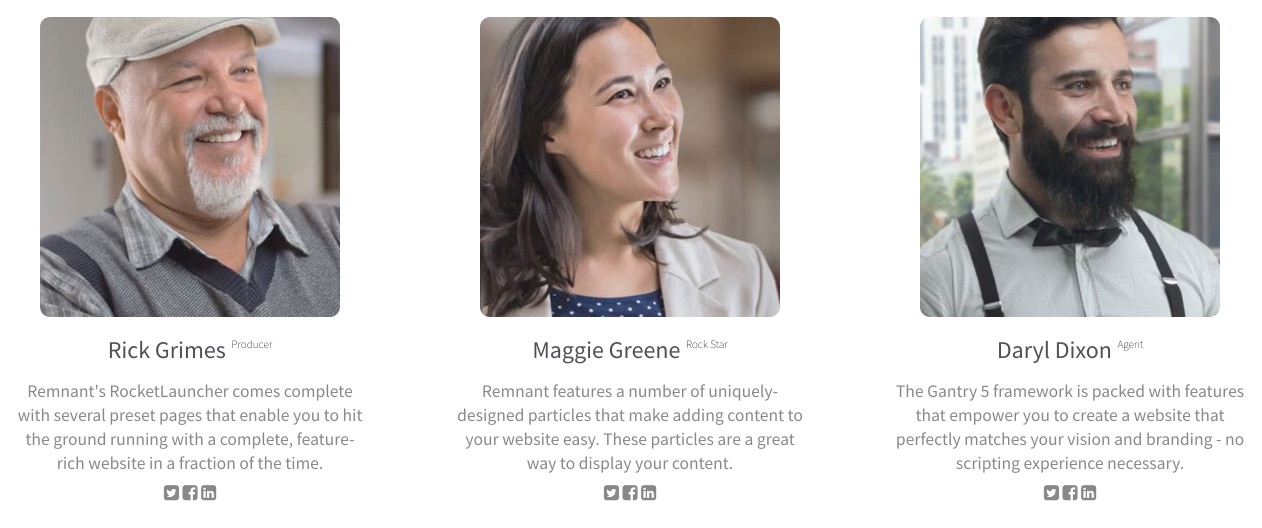 Rick Grimes Producer
Remnant's RocketLauncher comes complete
with several preset pages that enable you to hit
the ground running with a complete, feature-
rich website in a fraction of the time.
Maggie Greene Rock Star
Remnant features a number of uniquely-
designed particles that make adding content to
your website easy. These particles are a great
way to display your content.
Daryl Dixon Agent
The Gantry 5 framework is packed with features
that empower you to create a website that
perfectly matches your vision and branding - no
scripting experience necessary.